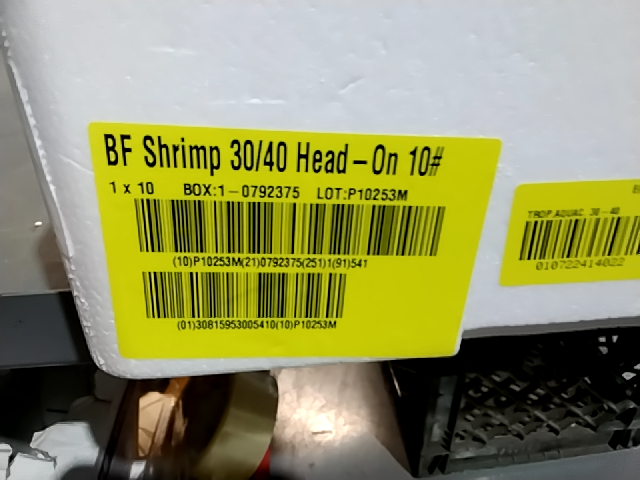 BF Shrimp 30/40 Head-On 10#
1 x 10 BOX:1-0792375 LOT:P10253M
(10)P10253M(21)0792375(251)1(91)541
(01)30815953005410(10)P10253M
TROP.AQUAC. 30-40
010722414022